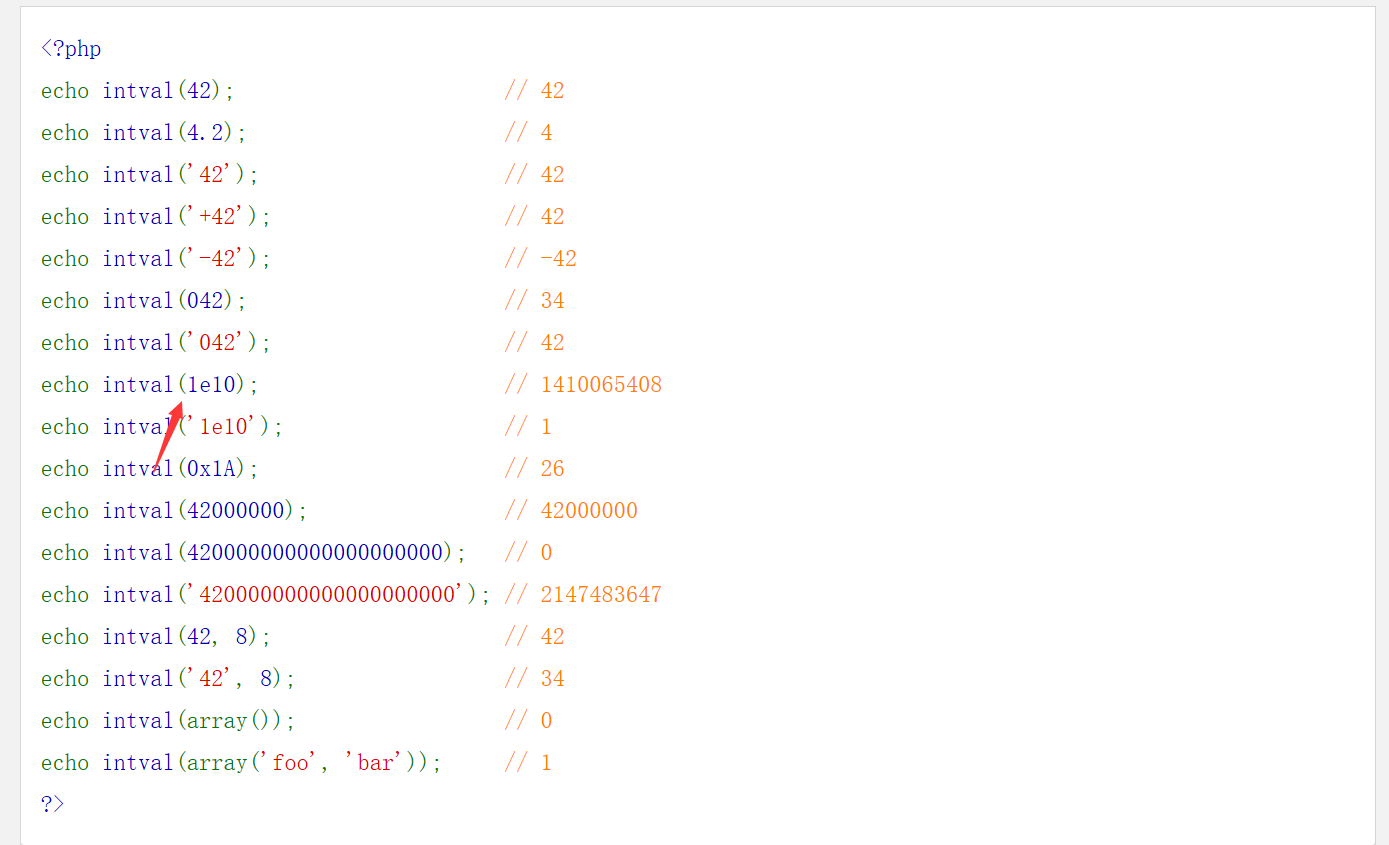 <?php
echo intval(42);                      // 42
echo intval(4.2);                     // 4
echo intval('42');                    // 42
echo intval('+42');                   // 42
echo intval('-42');                   // -42
echo intval(042);                     // 34
echo intval('042');                   // 42
echo intval(1e10);                    // 1410065408
echo intval('1e10');                  // 1
echo intval(0x1A);                    // 26
echo intval(42000000);                // 42000000
echo intval(420000000000000000000);   // 0
echo intval('420000000000000000000'); // 2147483647
echo intval(42, 8);                   // 42
echo intval('42', 8);                 // 34
echo intval(array());                 // 0
echo intval(array('foo', 'bar'));     // 1
?>